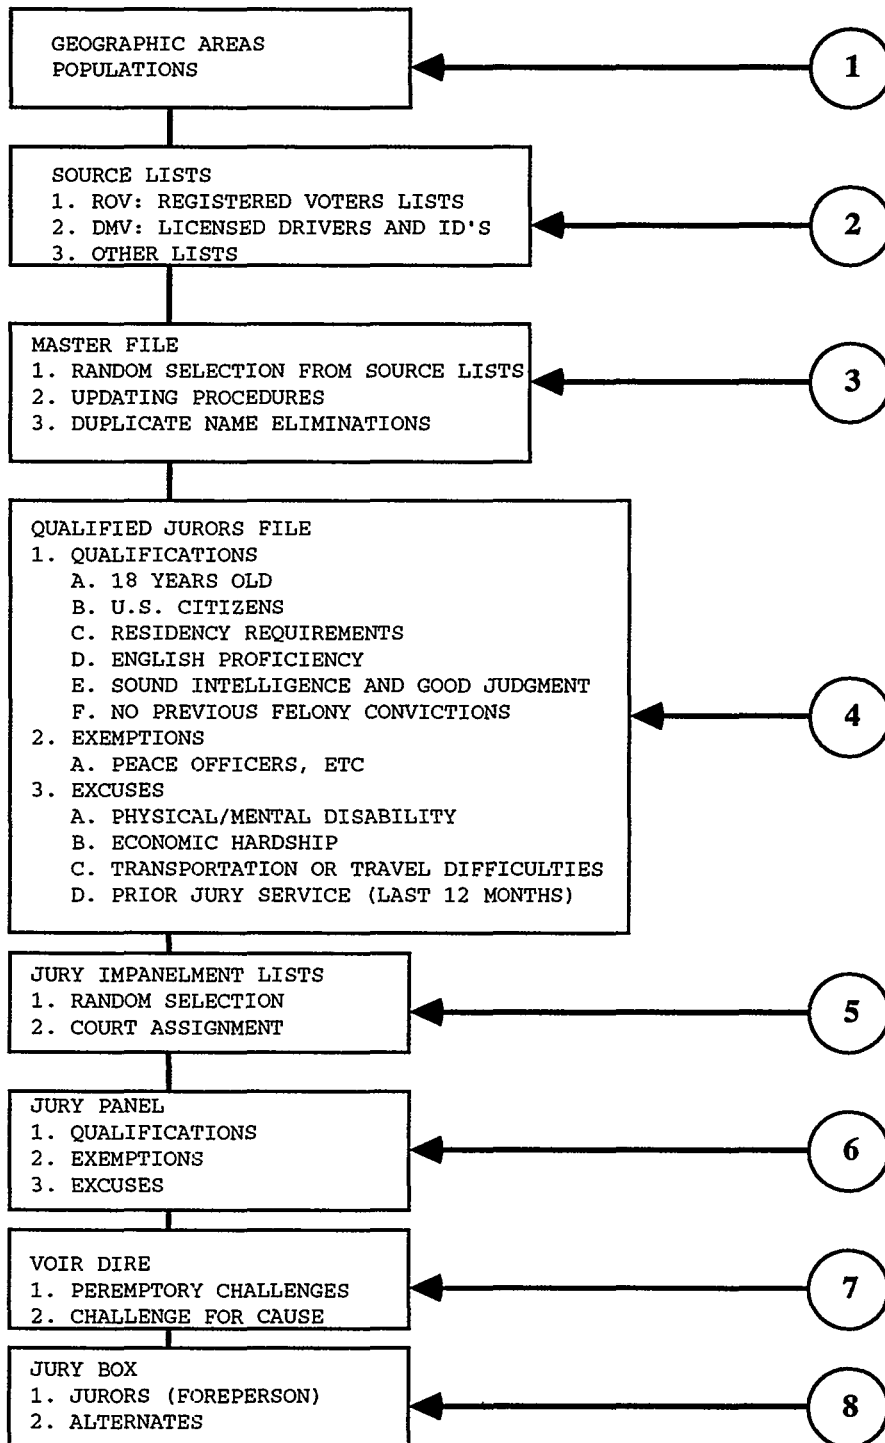 GEOGRAPHIC AREAS
POPULATIONS
1
SOURCE LISTS
1. ROV: REGISTERED VOTERS LISTS
2. DMV: LICENSED DRIVERS AND ID'S
3. OTHER LISTS
2
MASTER FILE
1. RANDOM SELECTION FROM SOURCE LISTS
2. UPDATING PROCEDURES
3. DUPLICATE NAME ELIMINATIONS
3
QUALIFIED JURORS FILE
1. QUALIFICATIONS
A. 18 YEARS OLD
B. U.S. CITIZENS
C. RESIDENCY REQUIREMENTS
D. ENGLISH PROFICIENCY
E. SOUND INTELLIGENCE AND GOOD JUDGMENT
F. NO PREVIOUS FELONY CONVICTIONS
2. EXEMPTIONS
A. PEACE OFFICERS, ETC
3. EXCUSES
A. PHYSICAL/MENTAL DISABILITY
B. ECONOMIC HARDSHIP
C. TRANSPORTATION OR TRAVEL DIFFICULTIES
D. PRIOR JURY SERVICE (LAST 12 MONTHS)
4
JURY IMPANELMENT LISTS
1. RANDOM SELECTION
2. COURT ASSIGNMENT
5
JURY PANEL
1. QUALIFICATIONS
2. EXEMPTIONS
3. EXCUSES
6
VOIR DIRE
1. PEREMPTORY CHALLENGES
2. CHALLENGE FOR CAUSE
7
JURY BOX
1. JURORS (FOREPERSON)
2. ALTERNATES
8